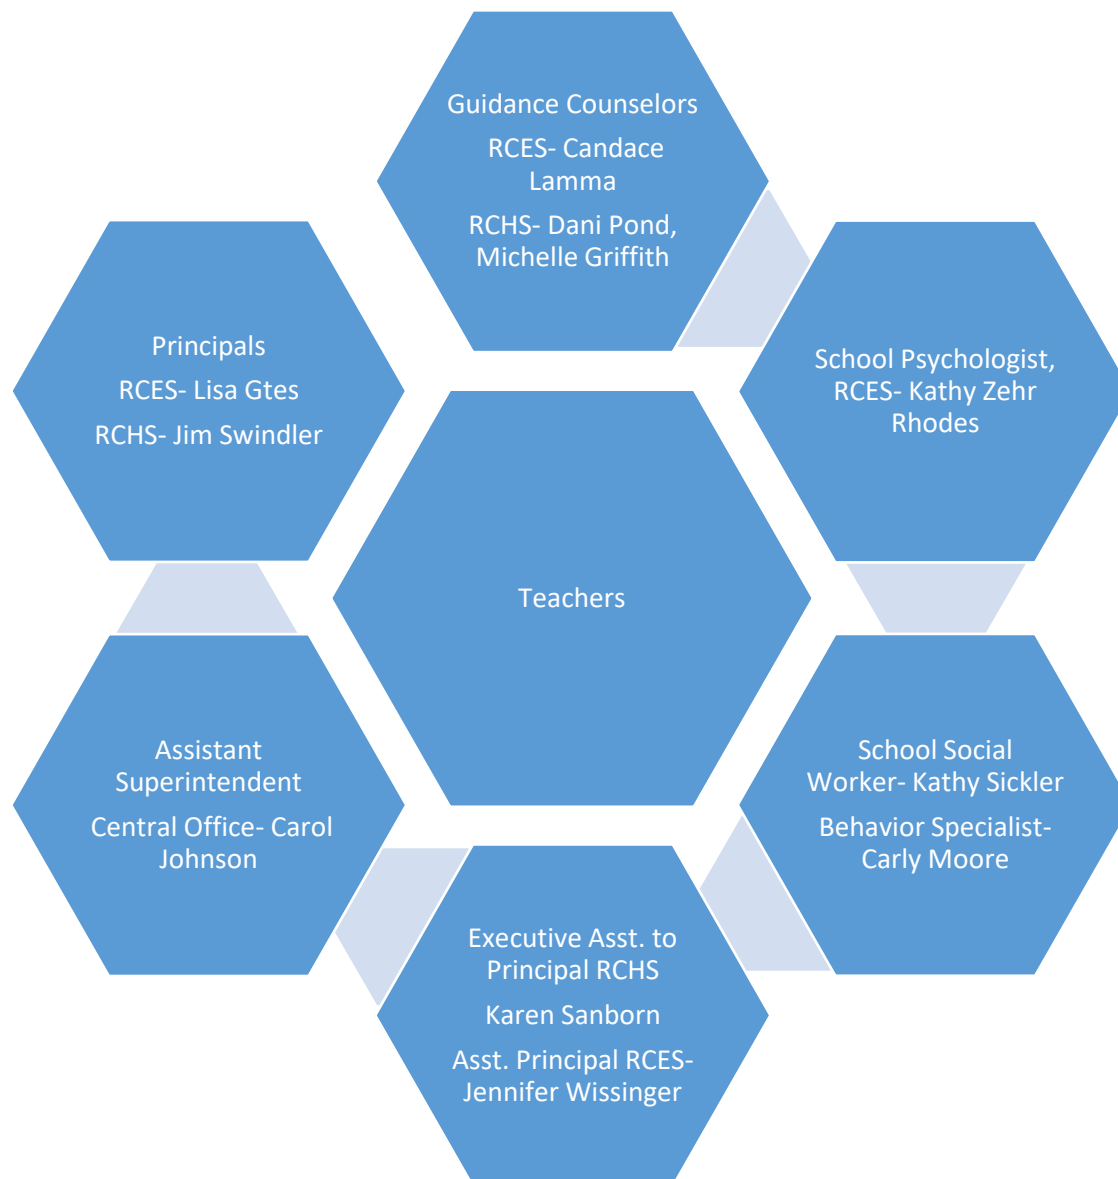 Guidance Counselors
RCES- Candace
Lamma
RCHS- Dani Pond,
Michelle Griffith
Principals
RCES- Lisa Gtes
RCHS- Jim Swindler
School Psychologist,
RCES- Kathy Zehr
Rhodes
Teachers
Assistant
Superintendent
Central Office- Carol
Johnson
School Social
Worker- Kathy Sickler
Behavior Specialist-
Carly Moore
Executive Asst. to
Principal RCHS
Karen Sanborn
Asst. Principal RCES-
Jennifer Wissinger